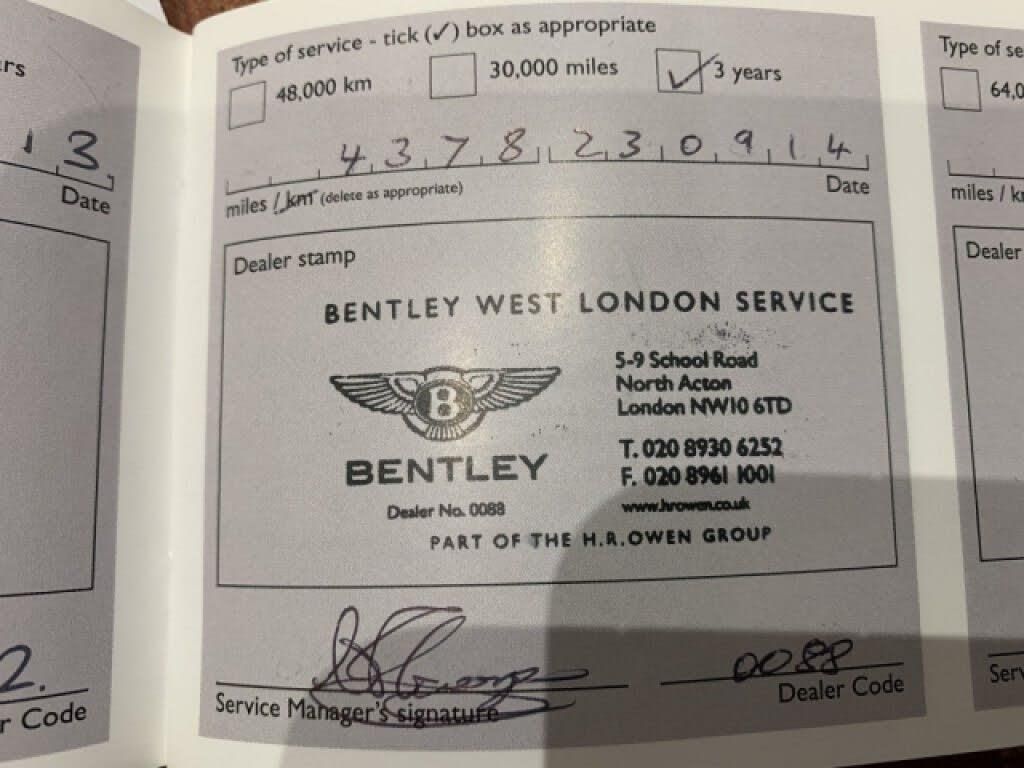 ers
1 3
Date
2.
r Code
Type of service - tick (✓) box as appropriate
48,000 km
30,000 miles
✓ 3 years
4 3 7 8 2 3 0 9 1 4
miles / km (delete as appropriate)
Date
Dealer stamp
BENTLEY WEST LONDON SERVICE
5-9 School Road
North Acton
London NW10 6TD
T. 020 8930 6252
F. 020 8961 1001
www.hrowen.co.uk
B
BENTLEY
Dealer No. 0088
PART OF THE H.R.OWEN GROUP
0088
Service Manager's signature
Dealer Code
Type of se
64,0
miles / k
Dealer
Serv